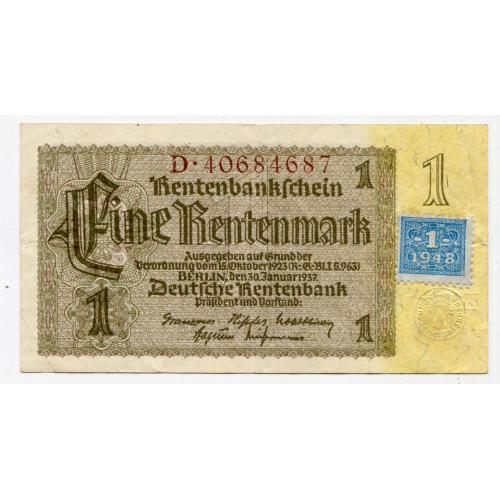 D·40684687
Rentenbankschein
1
1
Eine Rentenmark
Ausgegeben auf Grund der
Verordnung vom 15. Oktober 1923 (R.G.Bl. I S. 963)
BERLIN, den 30. Januar 1937
Deutsche Rentenbank
Präsident und Vorstand:
1
1
-1-
1948